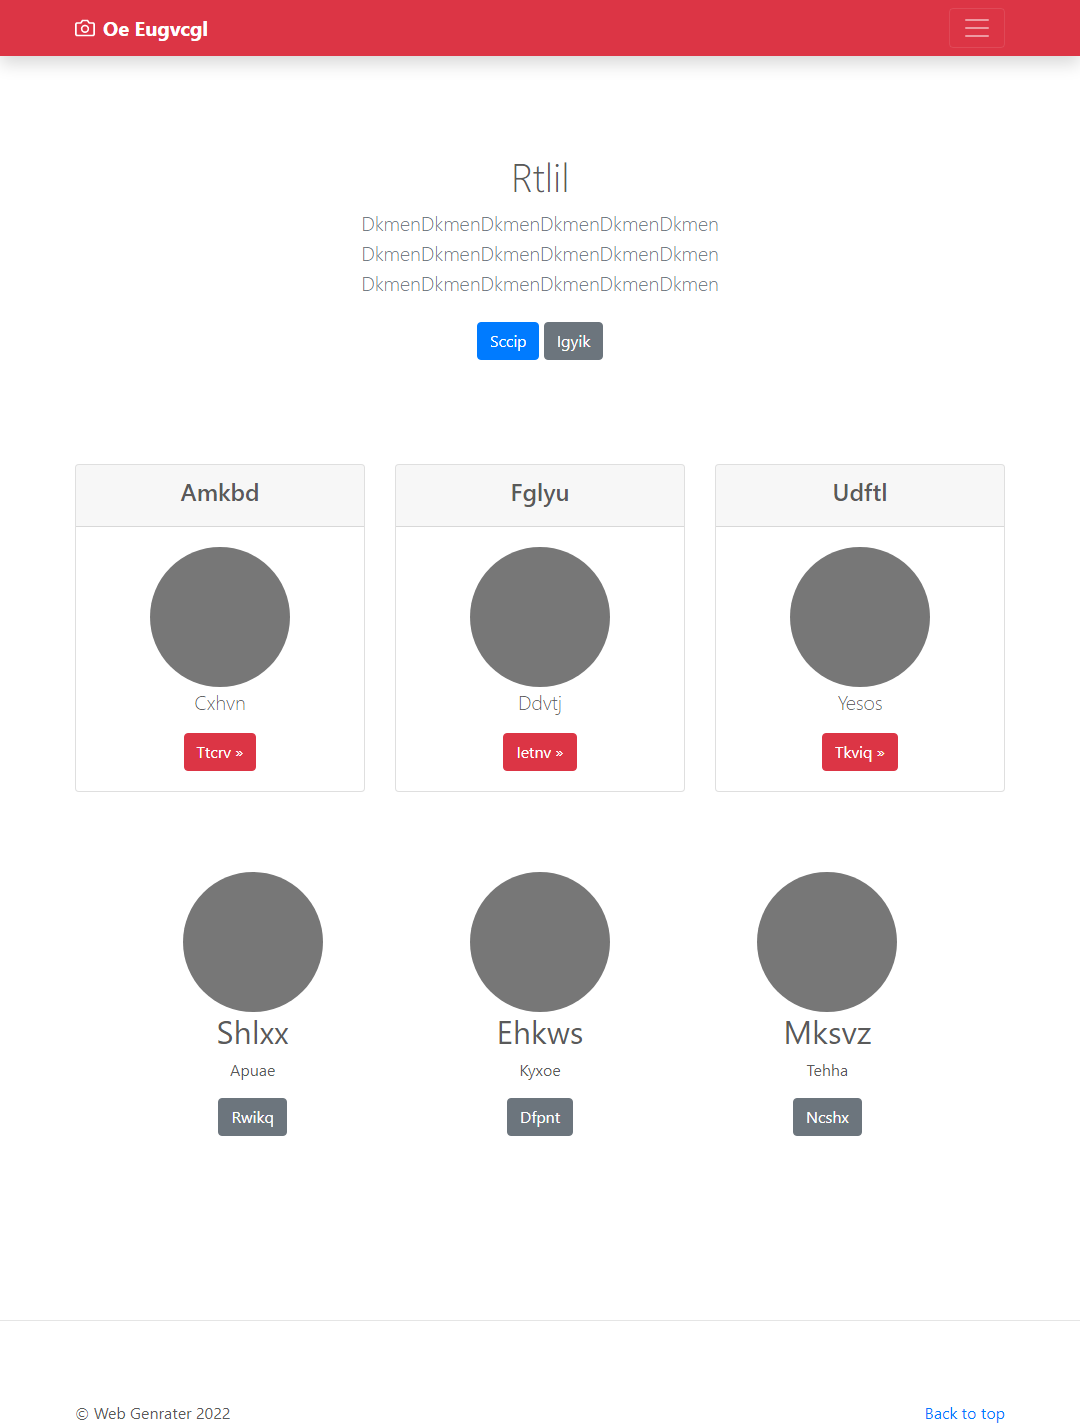 Oe Eugvcgl
Rtlil
DkmenDkmenDkmenDkmenDkmenDkmen
DkmenDkmenDkmenDkmenDkmenDkmen
DkmenDkmenDkmenDkmenDkmenDkmen
Sccip Igyik
Amkbd Fglyu Udftl
Cxhvn Ddvtj Yesos
Ttcrv » Ietnv » Tkviq »
Shlxx Ehkws Mksvz
Apuae Kyxoe Tehha
Rwikq Dfpnt Ncshx
© Web Genrater 2022 Back to top